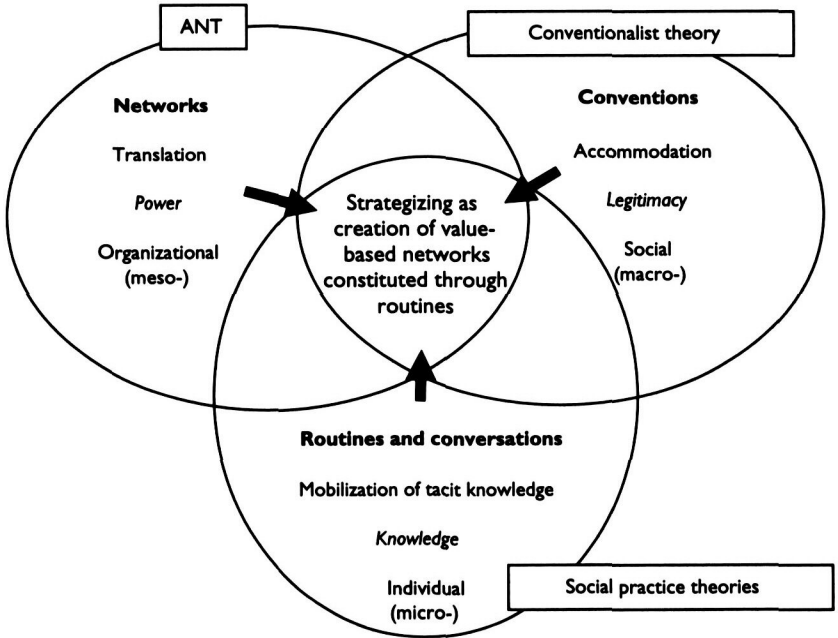 ANT
Conventionalist theory
Networks
Translation
Power
Organizational
(meso-)
Conventions
Accommodation
Legitimacy
Social
(macro-)
Strategizing as
creation of value-
based networks
constituted through
routines
Routines and conversations
Mobilization of tacit knowledge
Knowledge
Individual
(micro-)
Social practice theories